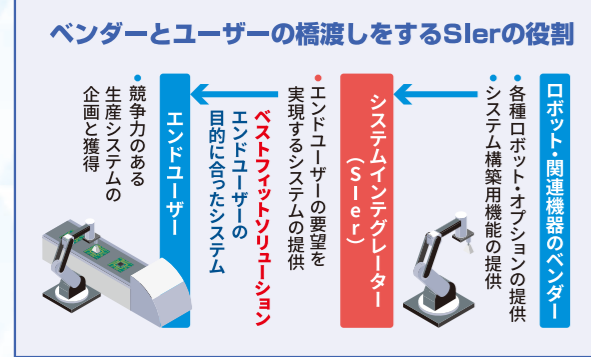 ベンダーとユーザーの橋渡しをするSIerの役割
ロボット・関連機器のベンダー
• 各種ロボット・オプションの提供
• システム構築用機能の提供
システムインテグレーター
（SIer）
• エンドユーザーの要望を
実現するシステムの提供
ベストフィットソリューション
エンドユーザーの
目的に合ったシステム
エンドユーザー
• 競争力のある
生産システムの
企画と獲得